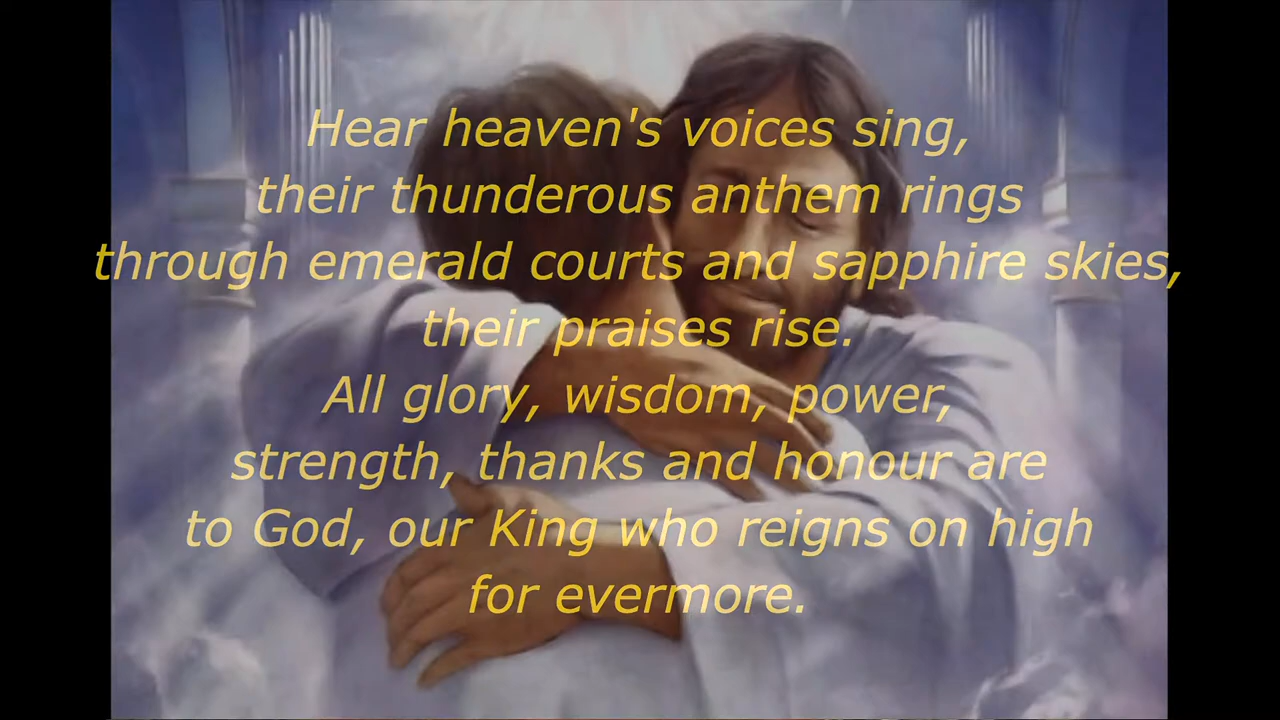 Hear heaven's voices sing,
their thunderous anthem rings
through emerald courts and sapphire skies,
their praises rise.
All glory, wisdom, power,
strength, thanks and honour are
to God, our King who reigns on high
for evermore.